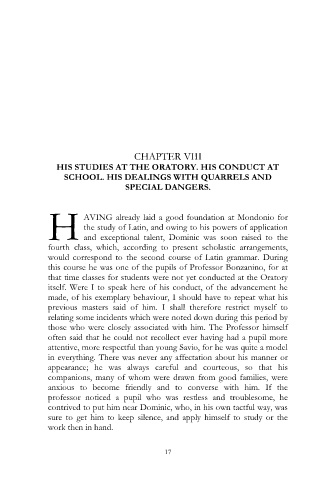 CHAPTER VIII
HIS STUDIES AT THE ORATORY. HIS CONDUCT AT
SCHOOL. HIS DEALINGS WITH QUARRELS AND
SPECIAL DANGERS.
HAVING already laid a good foundation at Mondonio for
the study of Latin, and owing to his powers of application
and exceptional talent, Dominic was soon raised to the
fourth class, which, according to present scholastic arrangements,
would correspond to the second course of Latin grammar. During
this course he was one of the pupils of Professor Bonzanino, for at
that time classes for students were not yet conducted at the Oratory
itself. Were I to speak here of his conduct, of the advancement he
made, of his exemplary behaviour, I should have to repeat what his
previous masters said of him. I shall therefore restrict myself to
relating some incidents which were noted down during this period by
those who were closely associated with him. The Professor himself
often said that he could not recollect ever having had a pupil more
attentive, more respectful than young Savio, for he was quite a model
in everything. There was never any affectation about his manner or
appearance; he was always careful and courteous, so that his
companions, many of whom were drawn from good families, were
anxious to become friendly and to converse with him. If the
professor noticed a pupil who was restless and troublesome, he
contrived to put him near Dominic, who, in his own tactful way, was
sure to get him to keep silence, and apply himself to study or the
work then in hand.
17